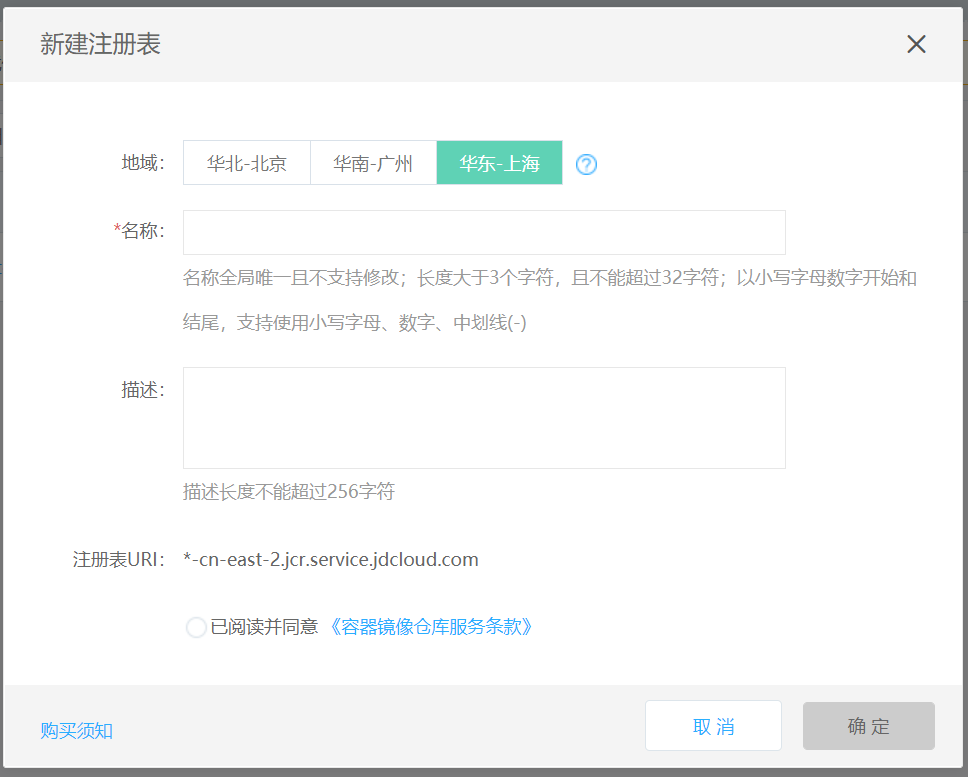 新建注册表
地域： 华北-北京 华南-广州 华东-上海 ?
*名称：
名称全局唯一且不支持修改；长度大于3个字符，且不能超过32字符；以小写字母数字开始和
结尾，支持使用小写字母、数字、中划线(-)
描述：
描述长度不能超过256字符
注册表URI： *-cn-east-2.jcr.service.jdcloud.com
已阅读并同意 《容器镜像仓库服务条款》
购买须知 取消 确定